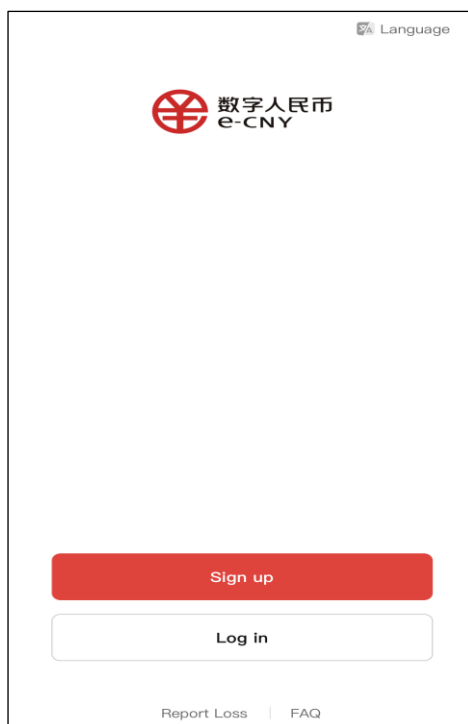 Language
数字人民币
e-CNY
Sign up
Log in
Report Loss | FAQ